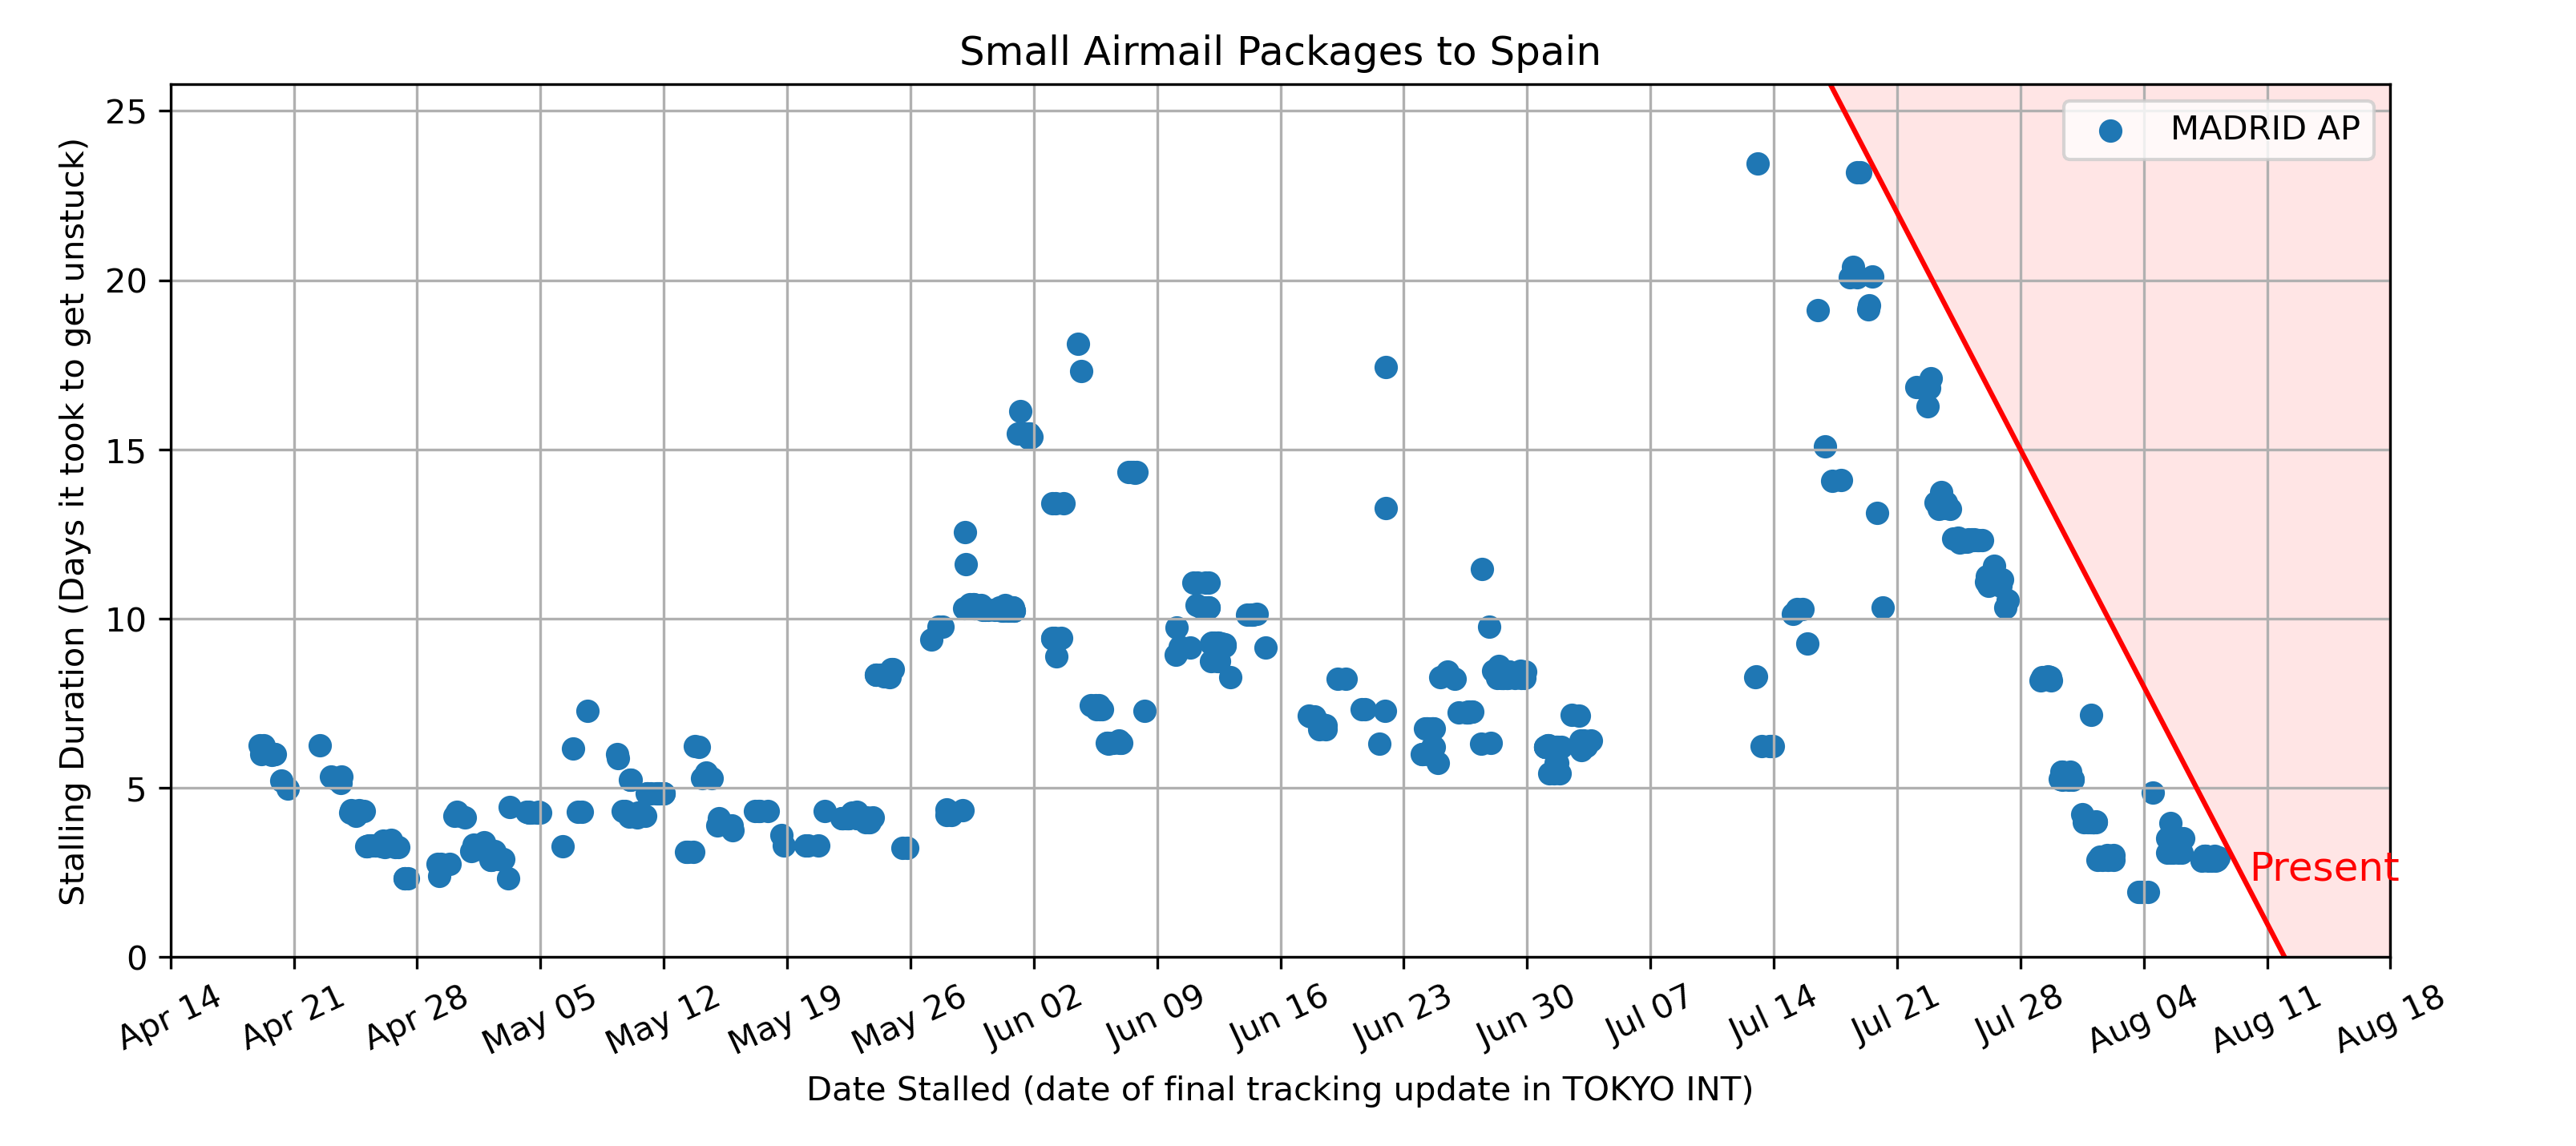 Small Airmail Packages to Spain
MADRID AP
25
20
15
10
5
0
Stalling Duration (Days it took to get unstuck)
Present
Apr 14 Apr 21 Apr 28 May 05 May 12 May 19 May 26 Jun 02 Jun 09 Jun 16 Jun 23 Jun 30 Jul 07 Jul 14 Jul 21 Jul 28 Aug 04 Aug 11 Aug 18
Date Stalled (date of final tracking update in TOKYO INT)